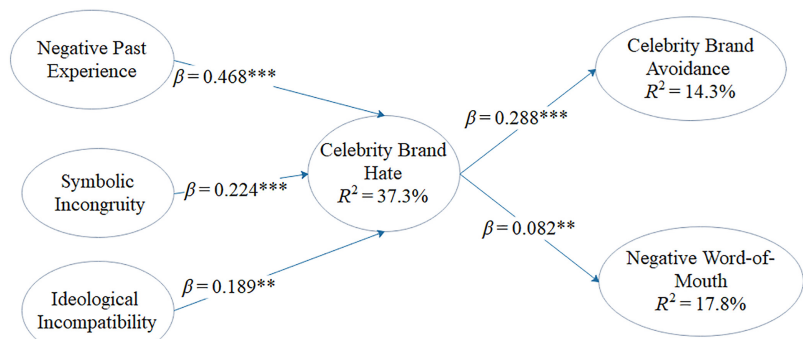 Negative Past
Experience
β = 0.468***
Symbolic
Incongruity
β = 0.224***
Ideological
Incompatibility
β = 0.189**
Celebrity Brand
Hate
R² = 37.3%
β = 0.288***
Celebrity Brand
Avoidance
R² = 14.3%
β = 0.082**
Negative Word-of-
Mouth
R² = 17.8%